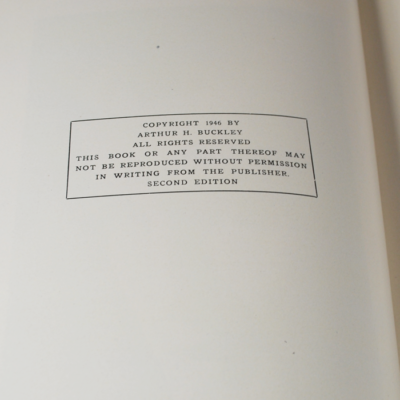 COPYRIGHT 1946 BY
ARTHUR H. BUCKLEY
ALL RIGHTS RESERVED
THIS BOOK OR ANY PART THEREOF MAY
NOT BE REPRODUCED WITHOUT PERMISSION
IN WRITING FROM THE PUBLISHER.
SECOND EDITION